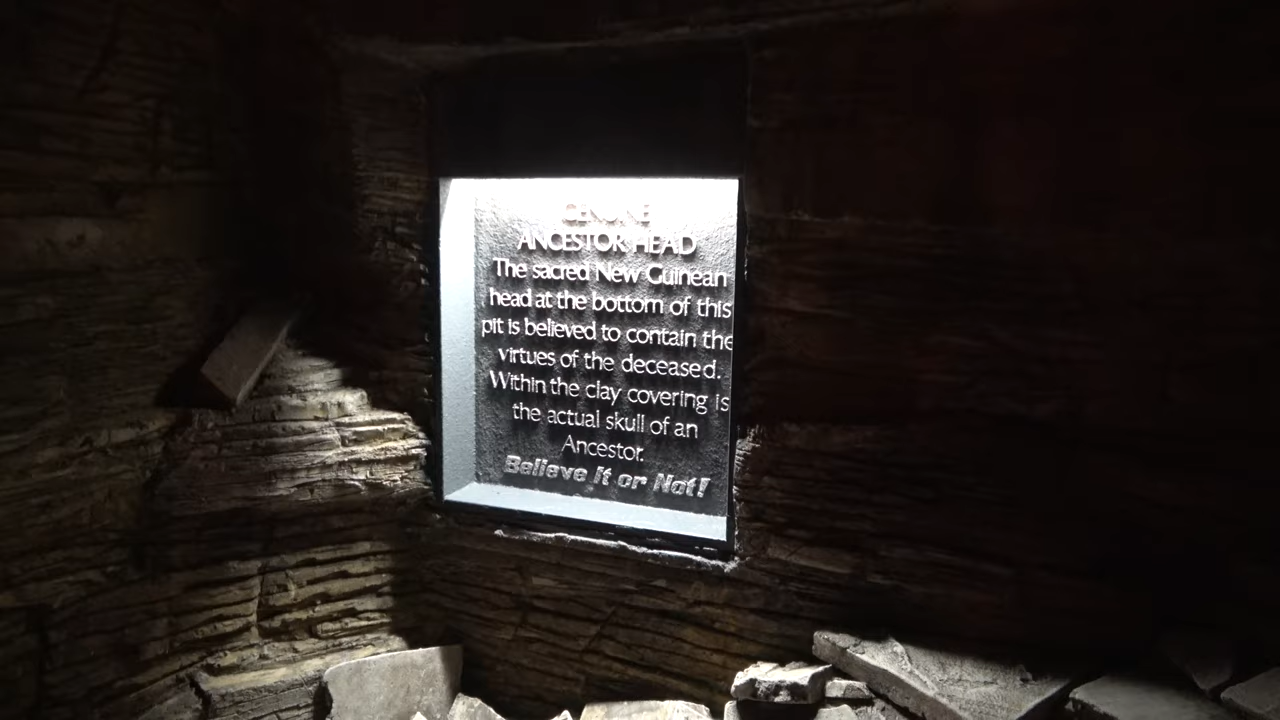 GENUINE
ANCESTOR HEAD
The sacred New Guinean
head at the bottom of this
pit is believed to contain the
virtues of the deceased.
Within the clay covering is
the actual skull of an
Ancestor.
Believe It or Not!